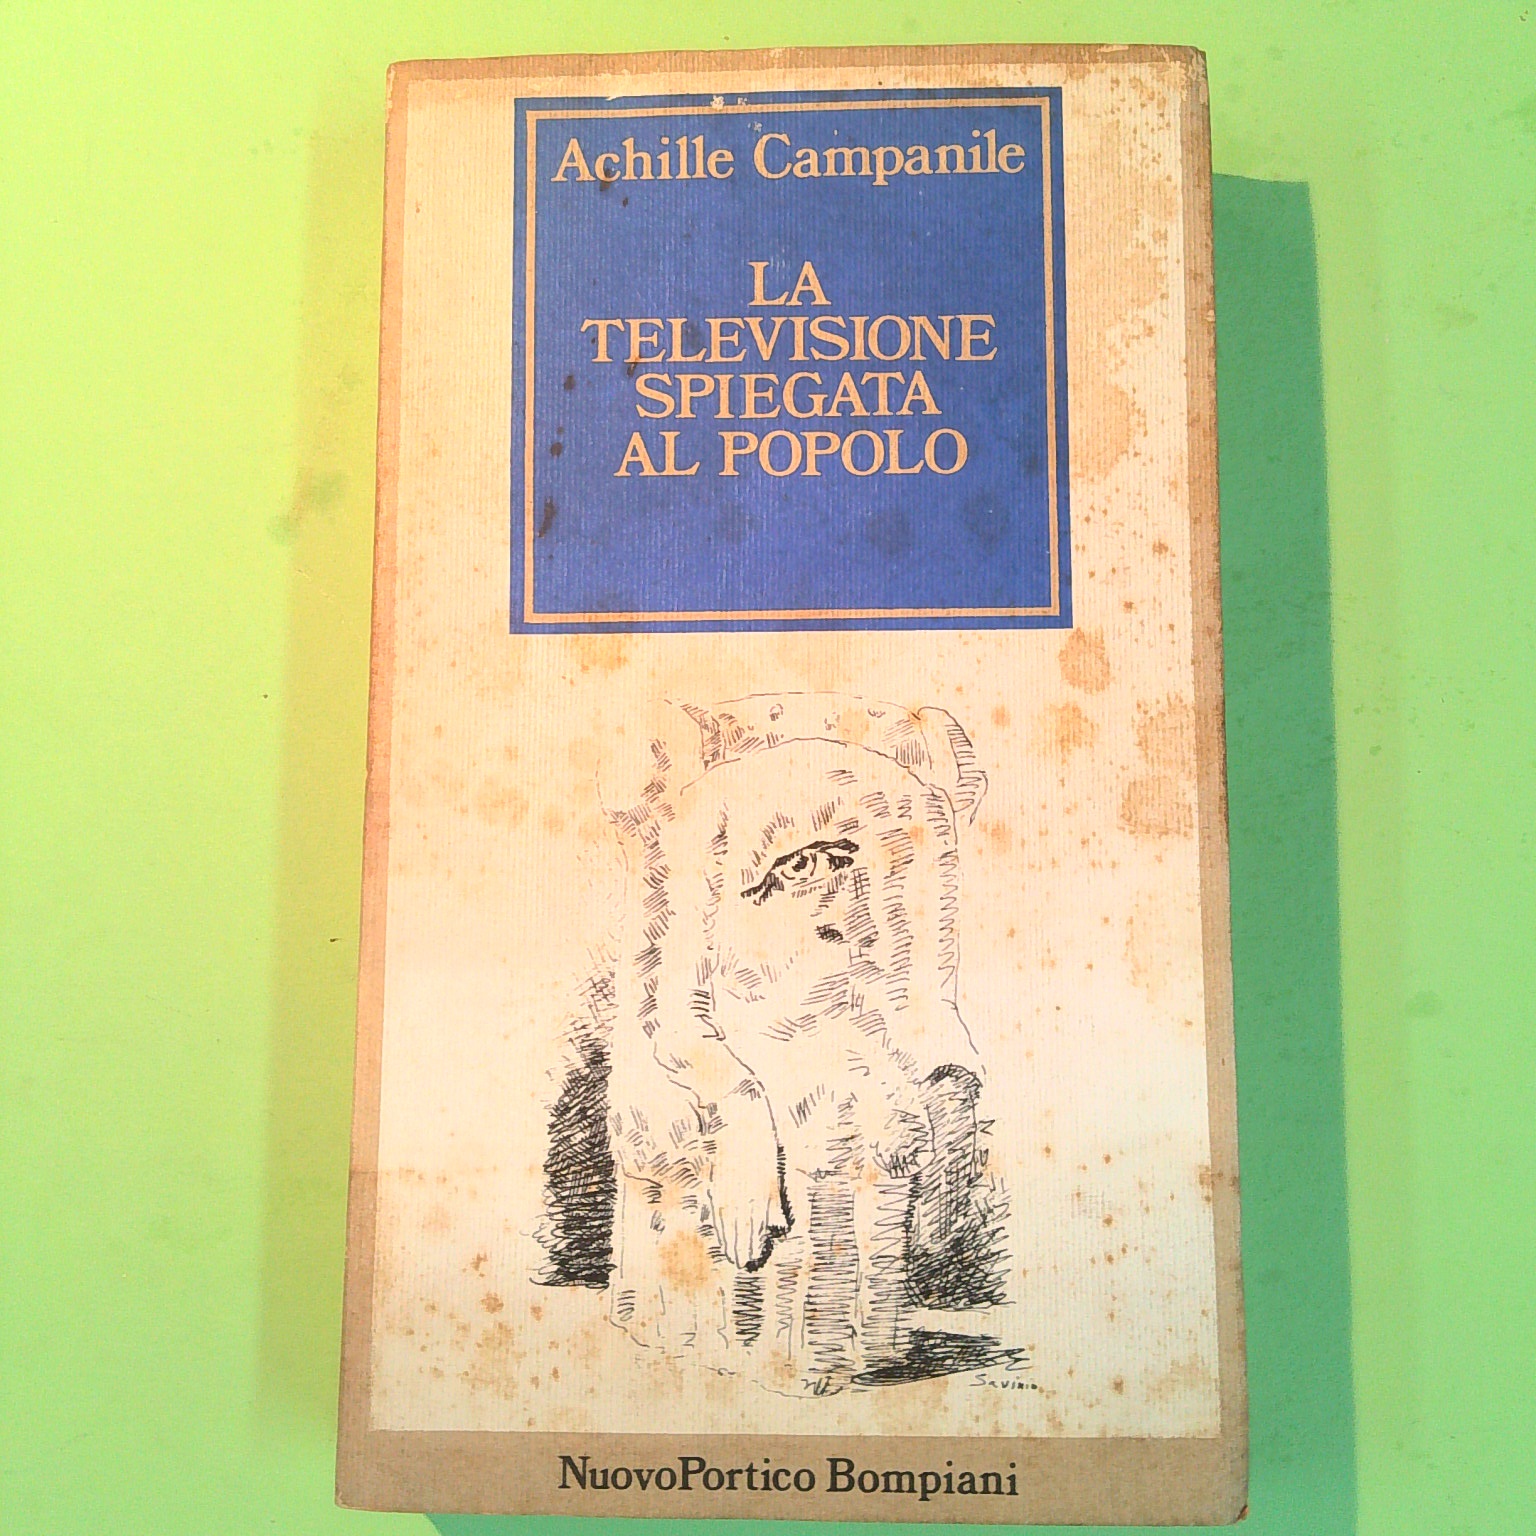 Achille Campanile
LA
TELEVISIONE
SPIEGATA
AL POPOLO
Savinio
NuovoPortico Bompiani